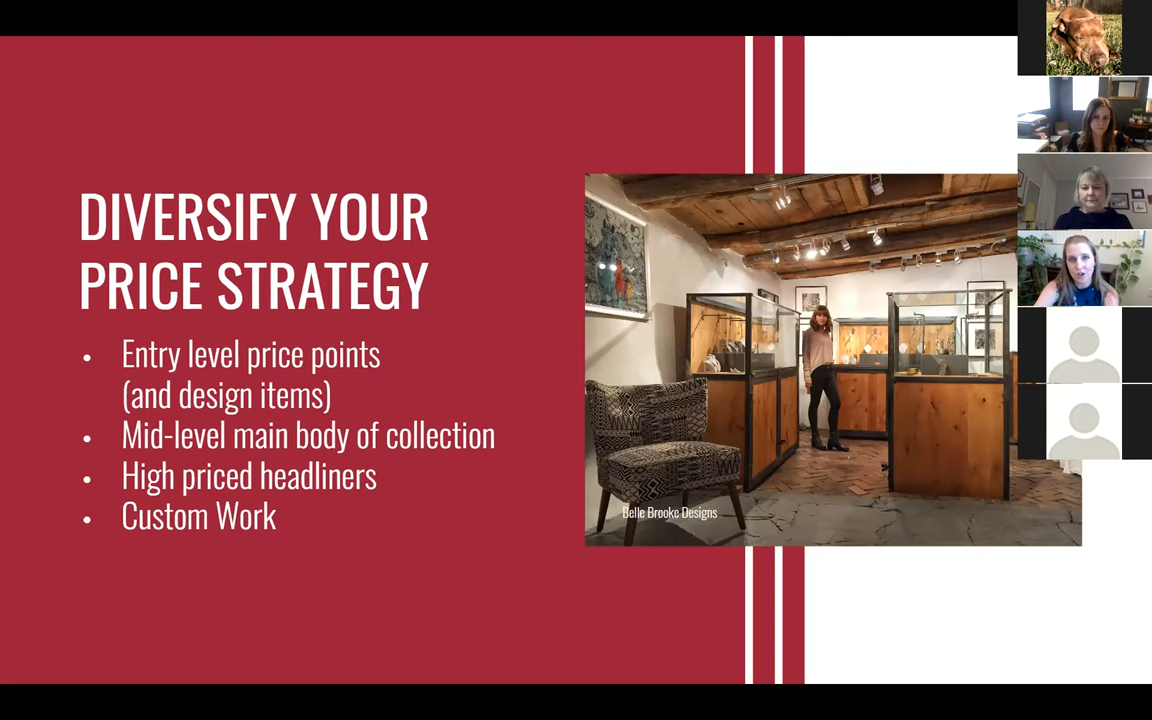 DIVERSIFY YOUR
PRICE STRATEGY
• Entry level price points
(and design items)
• Mid-level main body of collection
• High priced headliners
• Custom Work
Belle Brooke Designs